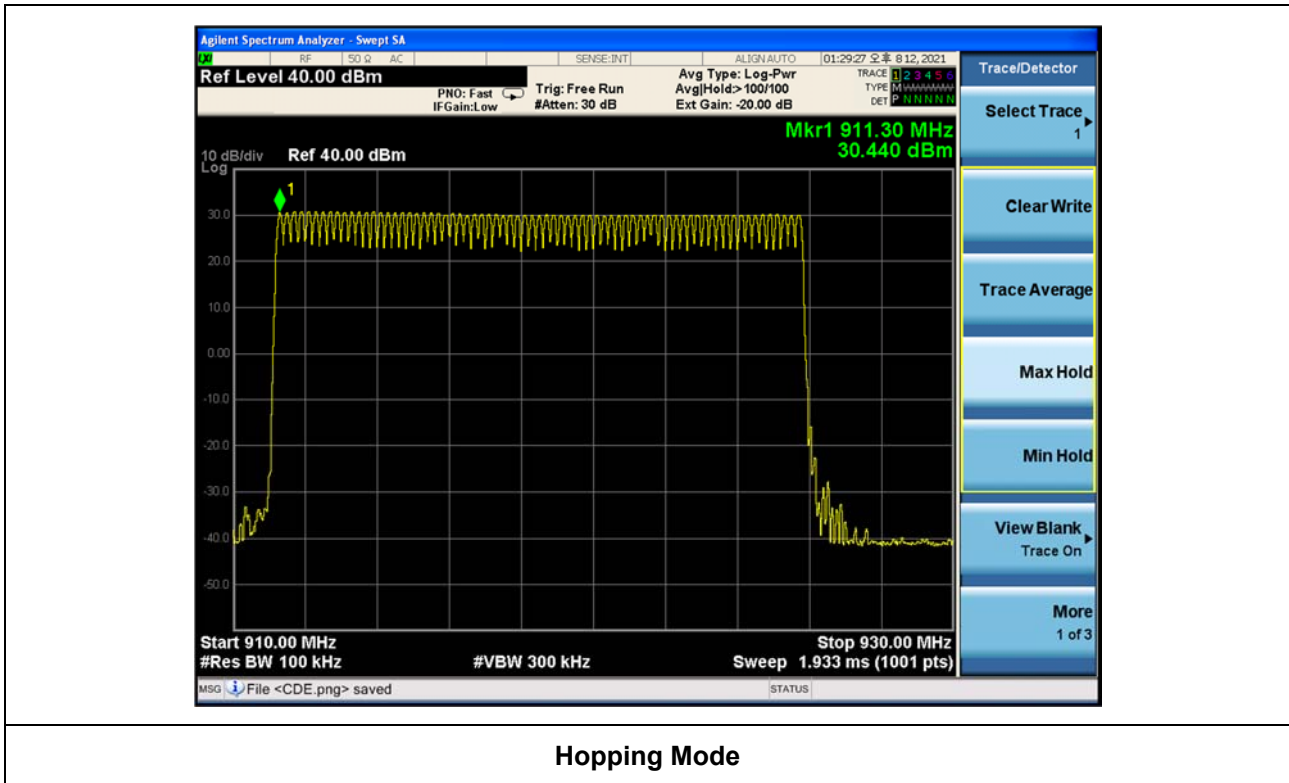 Agilent Spectrum Analyzer - Swept SA
RF 50 Ω AC SENSE:INT ALIGN AUTO 01:29:27 오후 8 12, 2021
Ref Level 40.00 dBm
PNO: Fast
IFGain:Low
Trig: Free Run
#Atten: 30 dB
Avg Type: Log-Pwr
Avg|Hold:>100/100
Ext Gain: -20.00 dB
TRACE 1 2 3 4 5 6
TYPE M WWWWW
DET P N N N N N
Mkr1 911.30 MHz
30.440 dBm
10 dB/div Ref 40.00 dBm
Log
1
30.0
20.0
10.0
0.00
-10.0
-20.0
-30.0
-40.0
-50.0
Start 910.00 MHz Stop 930.00 MHz
#Res BW 100 kHz #VBW 300 kHz Sweep 1.933 ms (1001 pts)
MSG File <CDE.png> saved STATUS
Trace/Detector
Select Trace
1
Clear Write
Trace Average
Max Hold
Min Hold
View Blank
Trace On
More
1 of 3
Hopping Mode